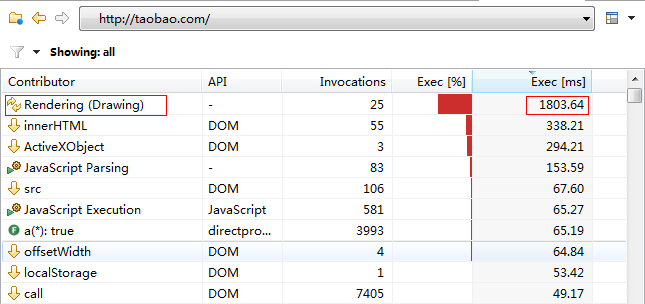 http://taobao.com/
Showing: all
Contributor API Invocations Exec [%] Exec [ms]
Rendering (Drawing) - 25 1803.64
innerHTML DOM 55 338.21
ActiveXObject DOM 3 294.21
JavaScript Parsing - 83 153.59
src DOM 106 67.60
JavaScript Execution JavaScript 581 65.27
a(*): true directpro... 3993 65.19
offsetWidth DOM 4 64.84
localStorage DOM 1 53.42
call DOM 7405 49.17